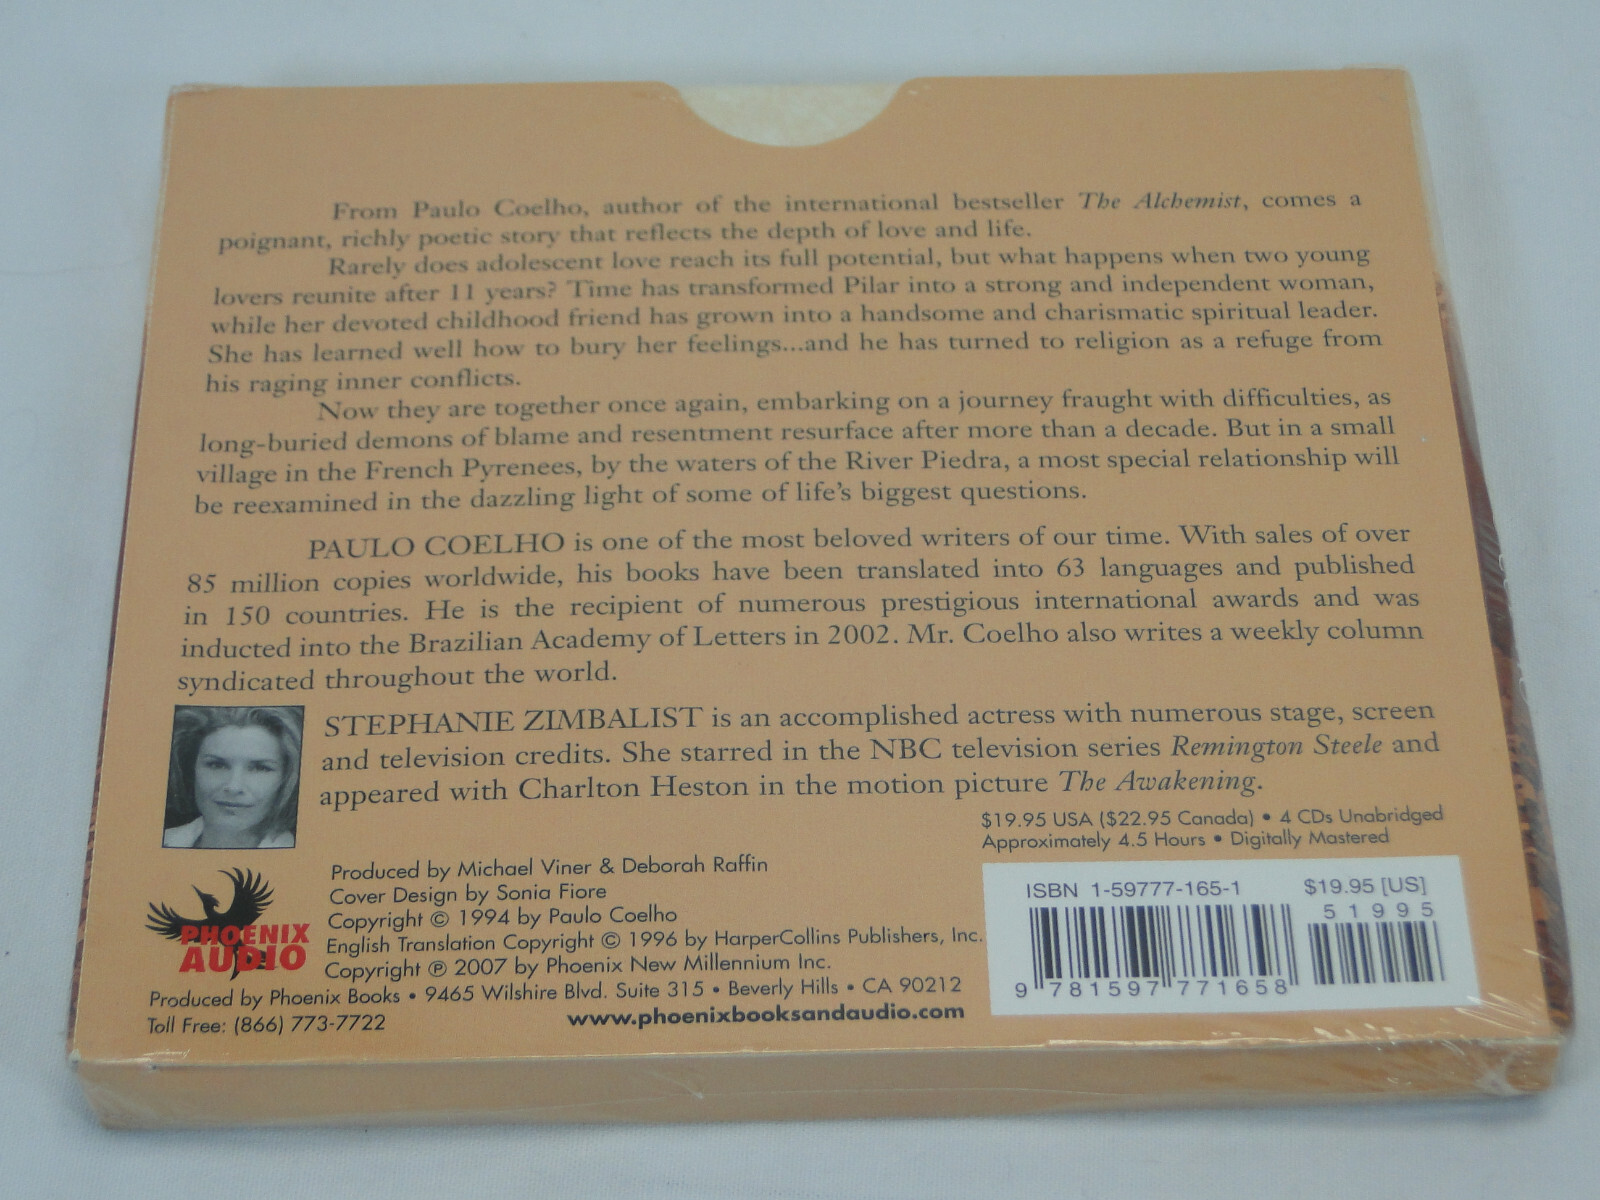 From Paulo Coelho, author of the international bestseller The Alchemist, comes a
poignant, richly poetic story that reflects the depth of love and life.
Rarely does adolescent love reach its full potential, but what happens when two young
lovers reunite after 11 years? Time has transformed Pilar into a strong and independent woman,
while her devoted childhood friend has grown into a handsome and charismatic spiritual leader.
She has learned well how to bury her feelings...and he has turned to religion as a refuge from
his raging inner conflicts.
Now they are together once again, embarking on a journey fraught with difficulties, as
long-buried demons of blame and resentment resurface after more than a decade. But in a small
village in the French Pyrenees, by the waters of the River Piedra, a most special relationship will
be reexamined in the dazzling light of some of life's biggest questions.
PAULO COELHO is one of the most beloved writers of our time. With sales of over
85 million copies worldwide, his books have been translated into 63 languages and published
in 150 countries. He is the recipient of numerous prestigious international awards and was
inducted into the Brazilian Academy of Letters in 2002. Mr. Coelho also writes a weekly column
syndicated throughout the world.
STEPHANIE ZIMBALIST is an accomplished actress with numerous stage, screen
and television credits. She starred in the NBC television series Remington Steele and
appeared with Charlton Heston in the motion picture The Awakening.
$19.95 USA ($22.95 Canada) • 4 CDs Unabridged
Approximately 4.5 Hours • Digitally Mastered
Produced by Michael Viner & Deborah Raffin
Cover Design by Sonia Fiore
Copyright © 1994 by Paulo Coelho
English Translation Copyright © 1996 by HarperCollins Publishers, Inc.
Copyright ℗ 2007 by Phoenix New Millennium Inc.
PHOENIX
AUDIO
Produced by Phoenix Books • 9465 Wilshire Blvd. Suite 315 • Beverly Hills • CA 90212
Toll Free: (866) 773-7722
www.phoenixbooksandaudio.com
ISBN 1-59777-165-1
$19.95 [US]
51995
9 781597 771658